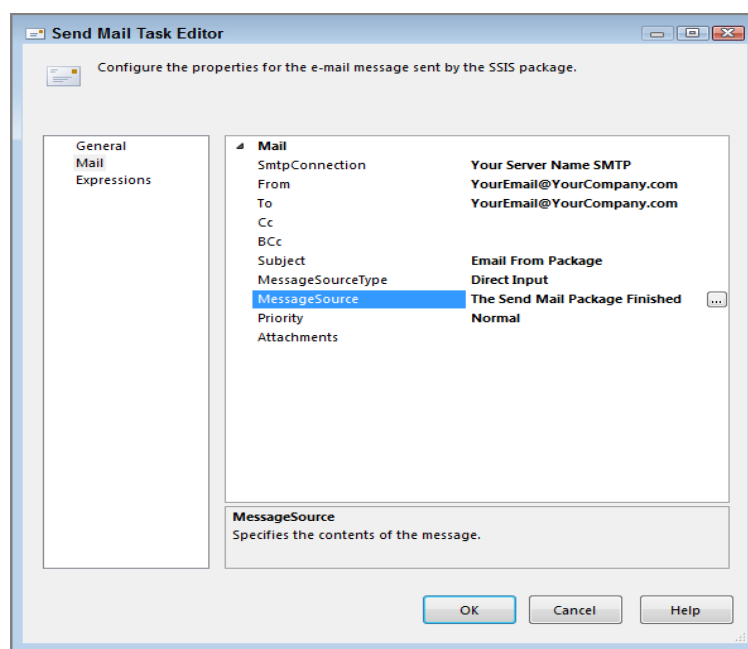 Send Mail Task Editor
Configure the properties for the e-mail message sent by the SSIS package.
General
Mail
Expressions
Mail
SmtpConnection Your Server Name SMTP
From YourEmail@YourCompany.com
To YourEmail@YourCompany.com
Cc
BCc
Subject Email From Package
MessageSourceType Direct Input
MessageSource The Send Mail Package Finished ...
Priority Normal
Attachments
MessageSource
Specifies the contents of the message.
OK Cancel Help